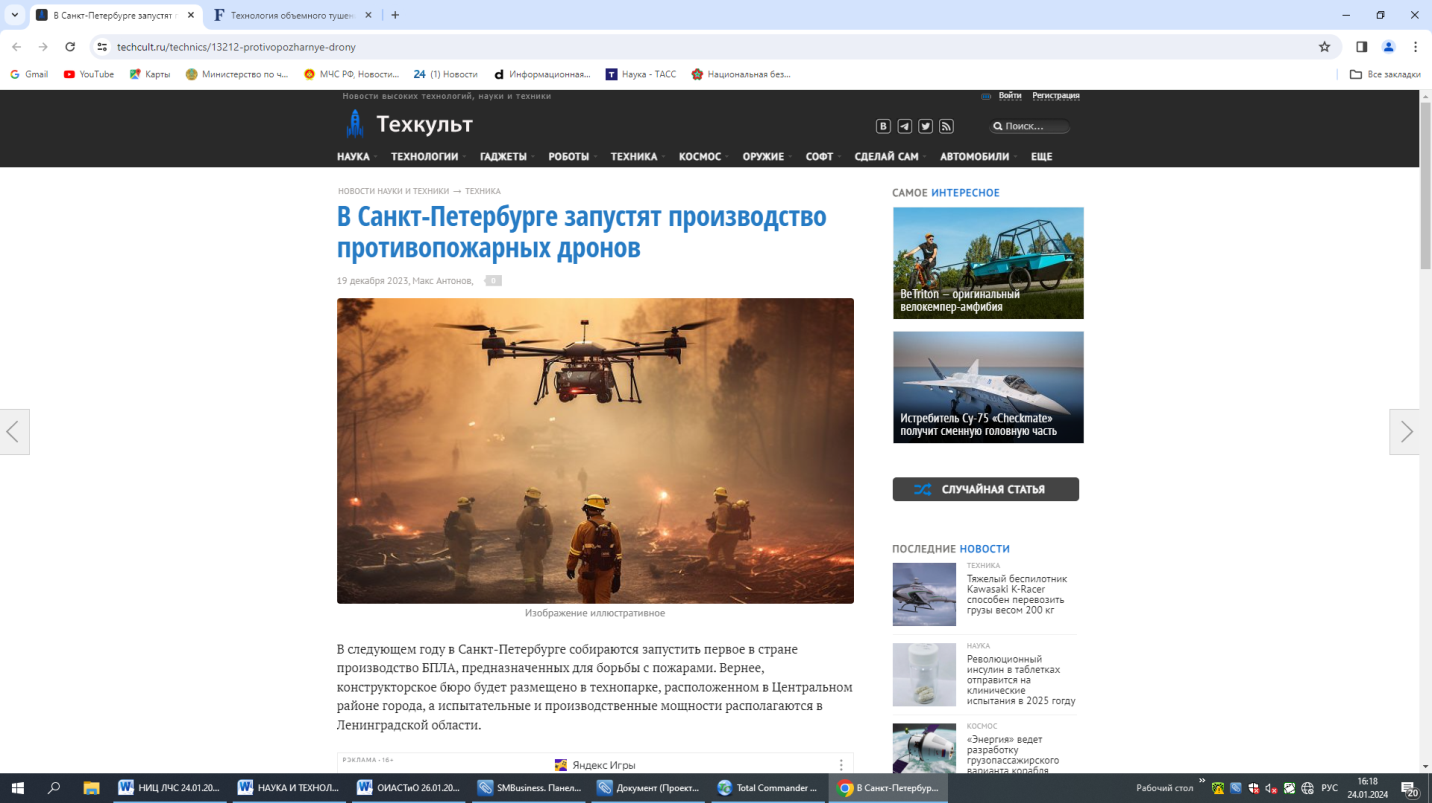 В Санкт-Петербурге запустят п
Технология объемного тушен
techcult.ru/technics/13212-protivopozharnye-drony
Gmail
YouTube
Карты
Министерство по ч...
МЧС РФ, Новости...
24 (1) Новости
d Информационная...
Т Наука - ТАСС
Национальная без...
Все закладки
Новости высоких технологий, науки и техники
Войти Регистрация
Техкульт
Поиск...
НАУКА ТЕХНОЛОГИИ ГАДЖЕТЫ РОБОТЫ ТЕХНИКА КОСМОС ОРУЖИЕ СОФТ СДЕЛАЙ САМ АВТОМОБИЛИ ЕЩЕ
НОВОСТИ НАУКИ И ТЕХНИКИ → ТЕХНИКА
В Санкт-Петербурге запустят производство
противопожарных дронов
19 декабря 2023, Макс Антонов, 0
Изображение иллюстративное
В следующем году в Санкт-Петербурге собираются запустить первое в стране
производство БПЛА, предназначенных для борьбы с пожарами. Вернее,
конструкторское бюро будет размещено в технопарке, расположенном в Центральном
районе города, а испытательные и производственные мощности располагаются в
Ленинградской области.
РЕКЛАМА • 16+
Яндекс Игры
САМОЕ ИНТЕРЕСНОЕ
BeTriton — оригинальный
велокемпер-амфибия
Истребитель Су-75 «Checkmate»
получит сменную головную часть
СЛУЧАЙНАЯ СТАТЬЯ
ПОСЛЕДНИЕ НОВОСТИ
ТЕХНИКА
Тяжелый беспилотник
Kawasaki K-Racer
способен перевозить
грузы весом 200 кг
НАУКА
Революционный
инсулин в таблетках
отправится на
клинические
испытания в 2025 году
КОСМОС
«Энергия» ведет
разработку
грузопассажирского
варианта корабля
НИЦ ЛЧС 24.01.20...
НАУКА И ТЕХНОЛ...
ОИАСТиО 26.01.20...
SMBusiness. Панел...
Документ (Проект...
Total Commander ...
В Санкт-Петербур...
Рабочий стол
РУС
16:18
24.01.2024
20